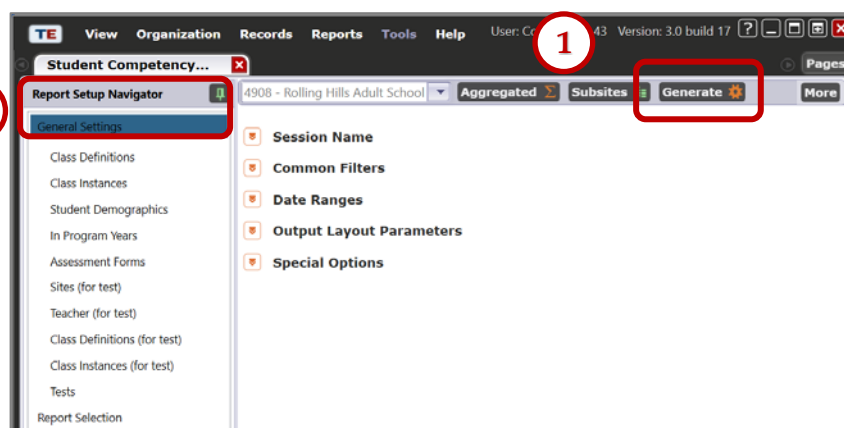 TE View Organization Records Reports Tools Help User: 43 Version: 3.0 build 17 ?
1
Student Competency... Pages
Report Setup Navigator 4908 - Rolling Hills Adult School Aggregated Σ Subsites Generate More
General Settings
Class Definitions
Class Instances
Student Demographics
In Program Years
Assessment Forms
Sites (for test)
Teacher (for test)
Class Definitions (for test)
Class Instances (for test)
Tests
Report Selection
Session Name
Common Filters
Date Ranges
Output Layout Parameters
Special Options